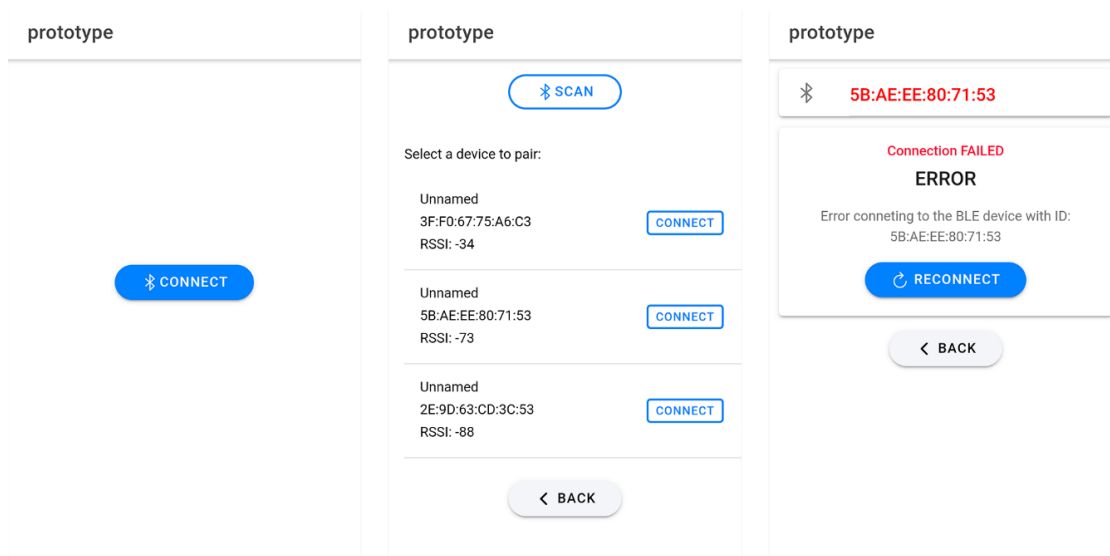 prototype
CONNECT
prototype
SCAN
Select a device to pair:
Unnamed
3F:F0:67:75:A6:C3
RSSI: -34
CONNECT
Unnamed
5B:AE:EE:80:71:53
RSSI: -73
CONNECT
Unnamed
2E:9D:63:CD:3C:53
RSSI: -88
CONNECT
BACK
prototype
5B:AE:EE:80:71:53
Connection FAILED
ERROR
Error conneting to the BLE device with ID:
5B:AE:EE:80:71:53
RECONNECT
BACK